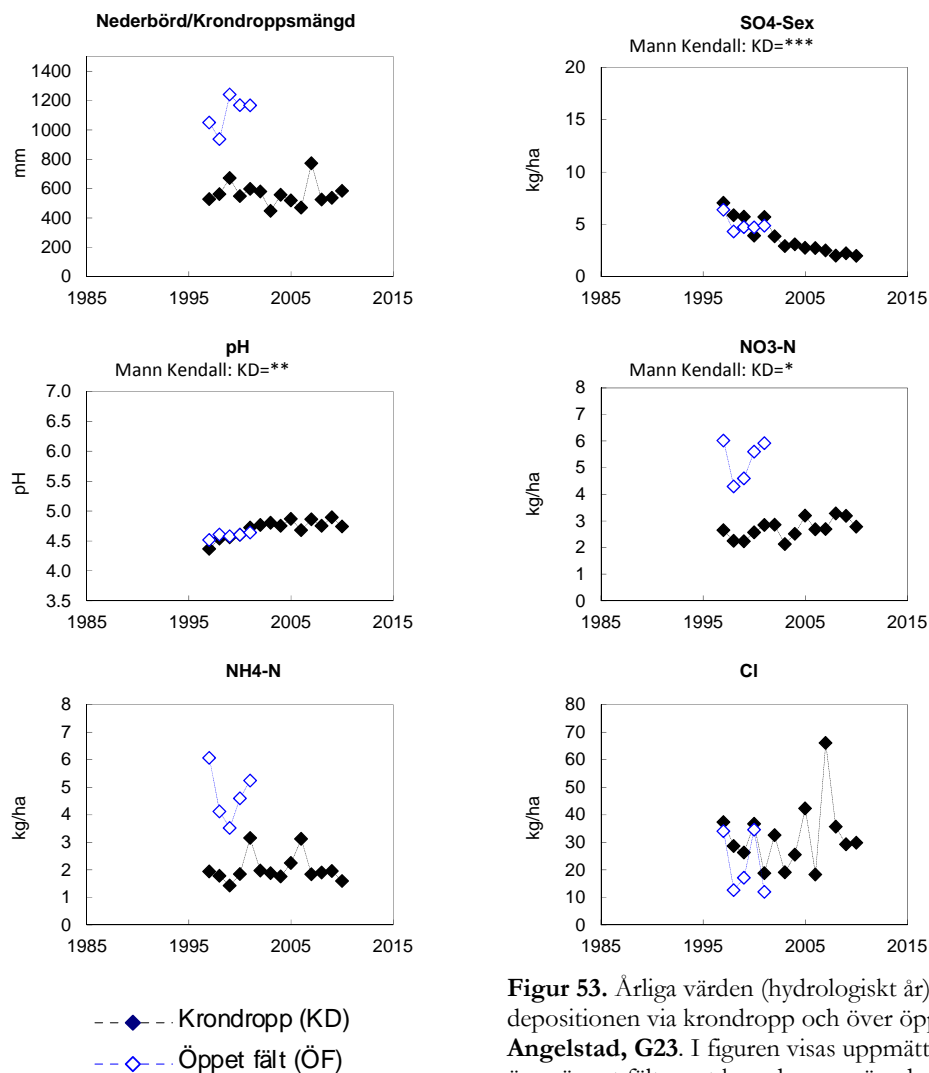 Nederbörd/Krondroppsmängd
1400
1200
1000
800
600
400
200
0
mm
1985 1995 2005 2015
SO4-Sex
Mann Kendall: KD=***
20
15
10
5
0
kg/ha
1985 1995 2005 2015
pH
Mann Kendall: KD=**
7.0
6.5
6.0
5.5
5.0
4.5
4.0
3.5
pH
1985 1995 2005 2015
NO3-N
Mann Kendall: KD=*
8
7
6
5
4
3
2
1
0
kg/ha
1985 1995 2005 2015
NH4-N
8
7
6
5
4
3
2
1
0
kg/ha
1985 1995 2005 2015
Cl
80
70
60
50
40
30
20
10
0
kg/ha
1985 1995 2005 2015
Krondropp (KD)
Öppet fält (ÖF)
Figur 53. Årliga värden (hydrologiskt år)
depositionen via krondropp och över öpp
Angelstad, G23. I figuren visas uppmätt